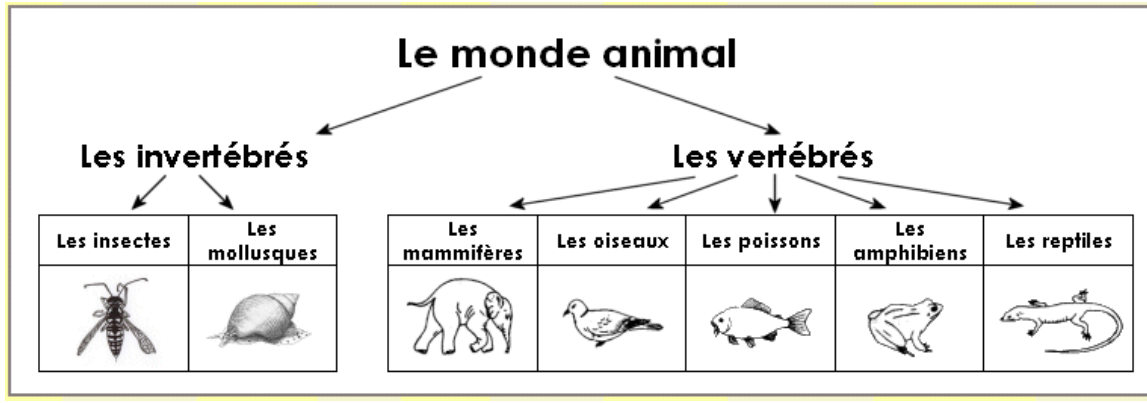 Le monde animal
Les invertébrés
Les vertébrés
Les insectes
Les
mollusques
Les
mammifères
Les oiseaux
Les poissons
Les
amphibiens
Les reptiles